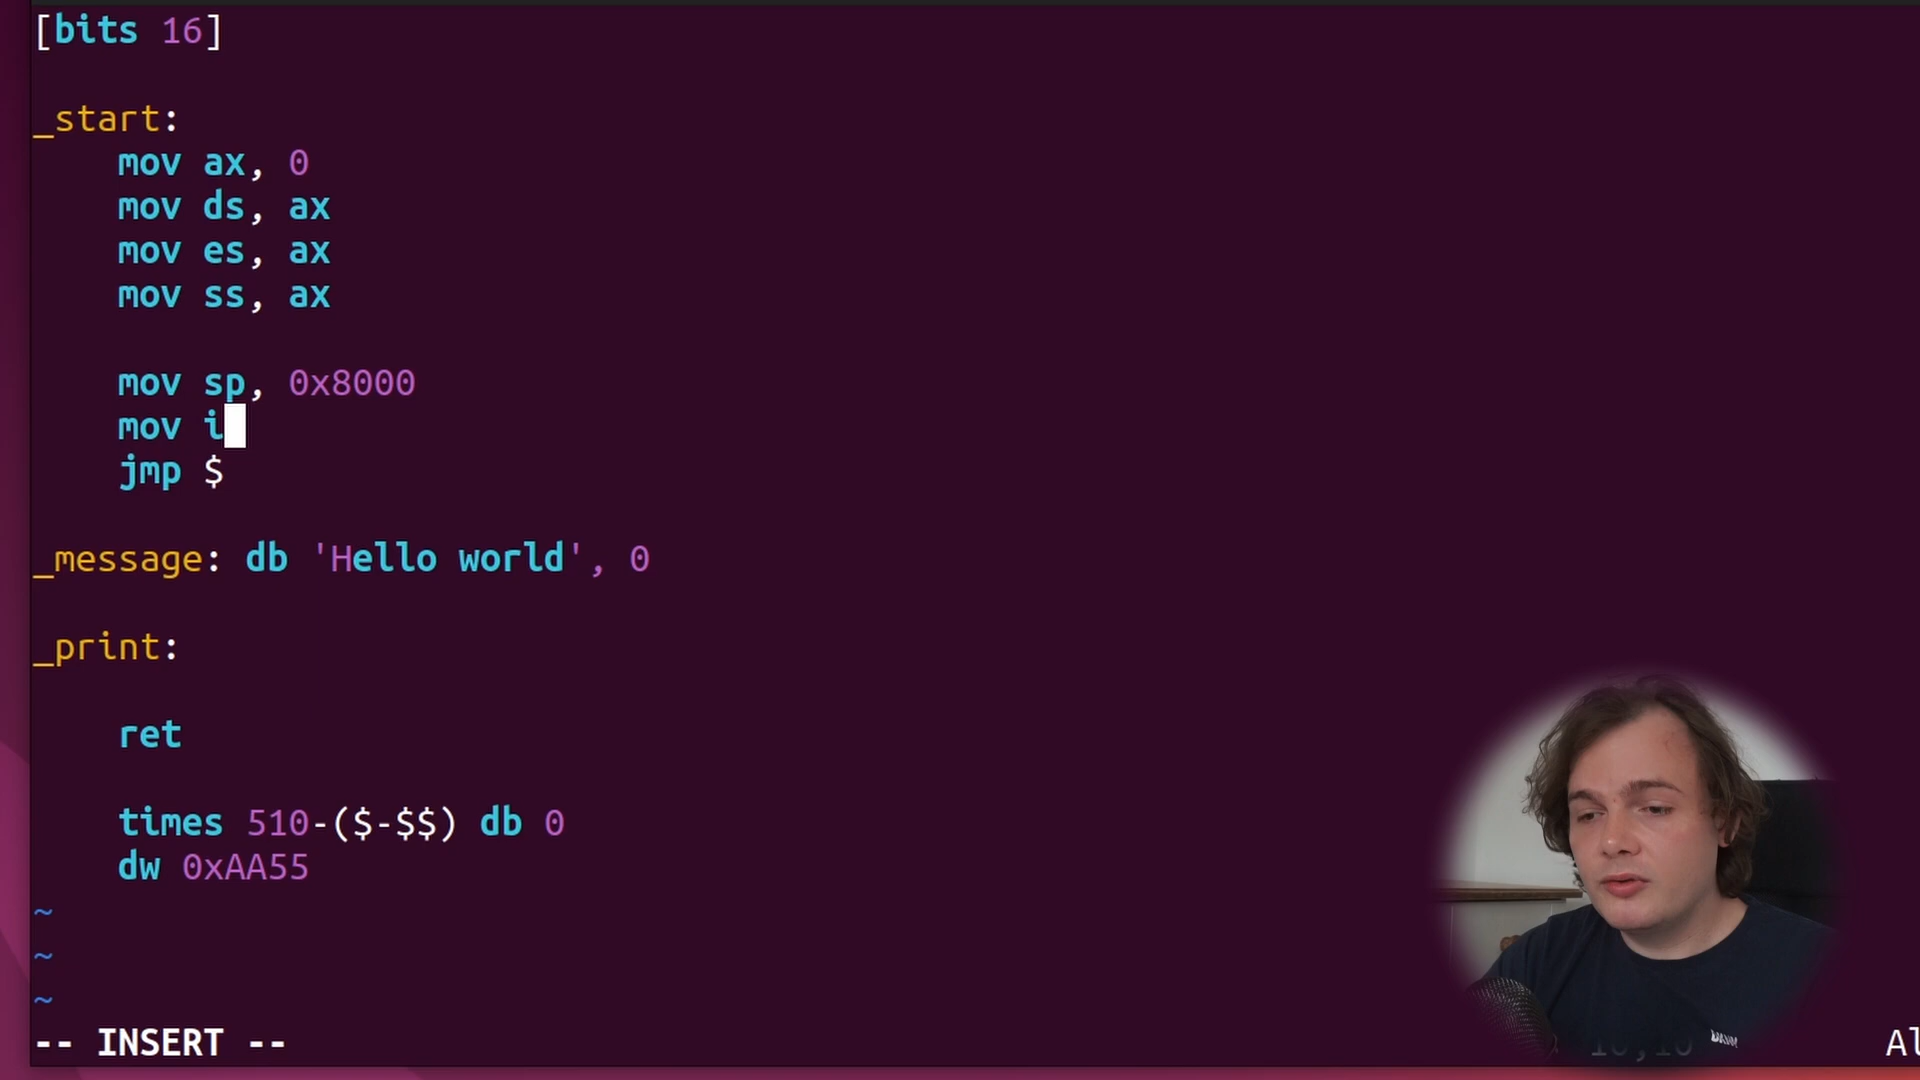 [bits 16]
_start:
mov ax, 0
mov ds, ax
mov es, ax
mov ss, ax
mov sp, 0x8000
mov i
jmp $
_message: db 'Hello world', 0
_print:
ret
times 510-($-$$) db 0
dw 0xAA55
~
~
~
-- INSERT --